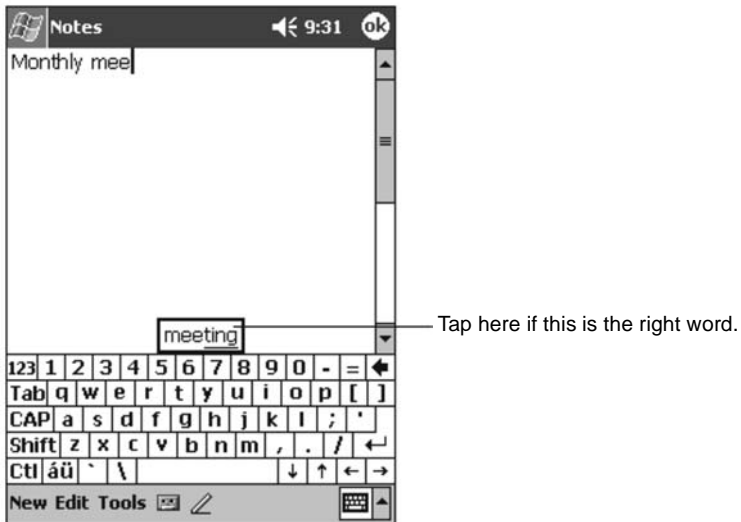 Notes 9:31 ok
Monthly mee
meeting
Tap here if this is the right word.
123 1 2 3 4 5 6 7 8 9 0 - = ←
Tab q w e r t y u i o p [ ]
CAP a s d f g h j k l ; '
Shift z x c v b n m , . / ↵
Ctl áü ` \ ↓ ↑ ← →
New Edit Tools